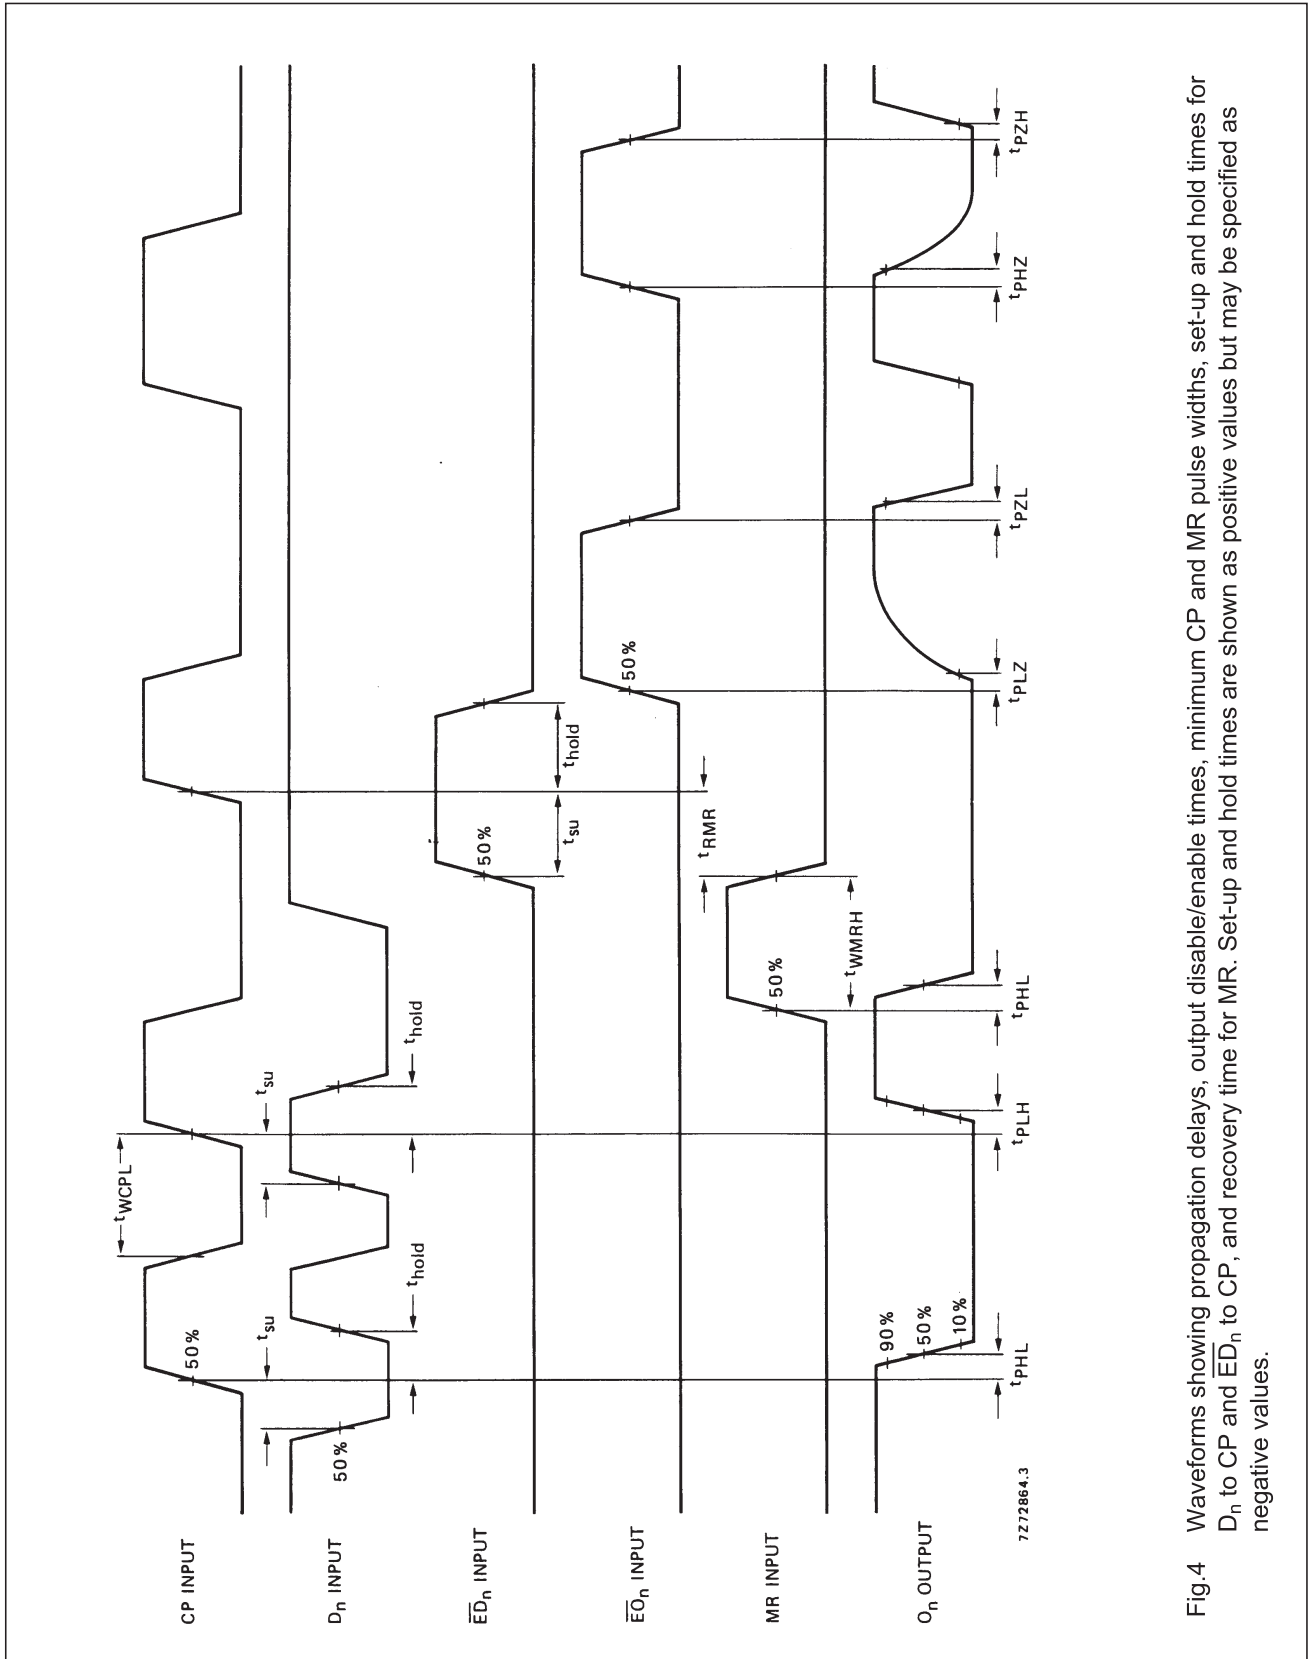 CP INPUT
50%
tWCPL
Dn INPUT
50%
tsu
thold
tsu
thold
E̅D̅n INPUT
50%
tsu
thold
E̅O̅n INPUT
50%
tRMR
MR INPUT
50%
tWMRH
On OUTPUT
90%
50%
10%
tPHL
tPLH
tPHL
tPLZ
tPZL
tPHZ
tPZH
7Z72864.3
Fig.4 Waveforms showing propagation delays, output disable/enable times, minimum CP and MR pulse widths, set-up and hold times for
Dn to CP and E̅D̅n to CP, and recovery time for MR. Set-up and hold times are shown as positive values but may be specified as
negative values.